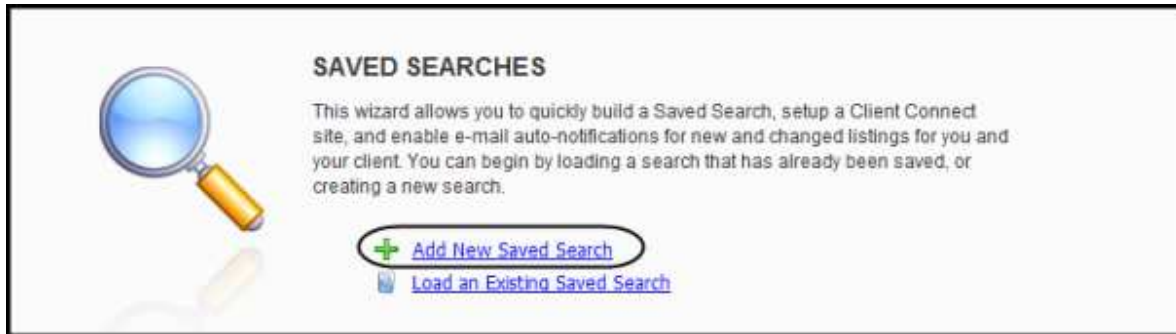 SAVED SEARCHES
This wizard allows you to quickly build a Saved Search, setup a Client Connect
site, and enable e-mail auto-notifications for new and changed listings for you and
your client. You can begin by loading a search that has already been saved, or
creating a new search.
Add New Saved Search
Load an Existing Saved Search